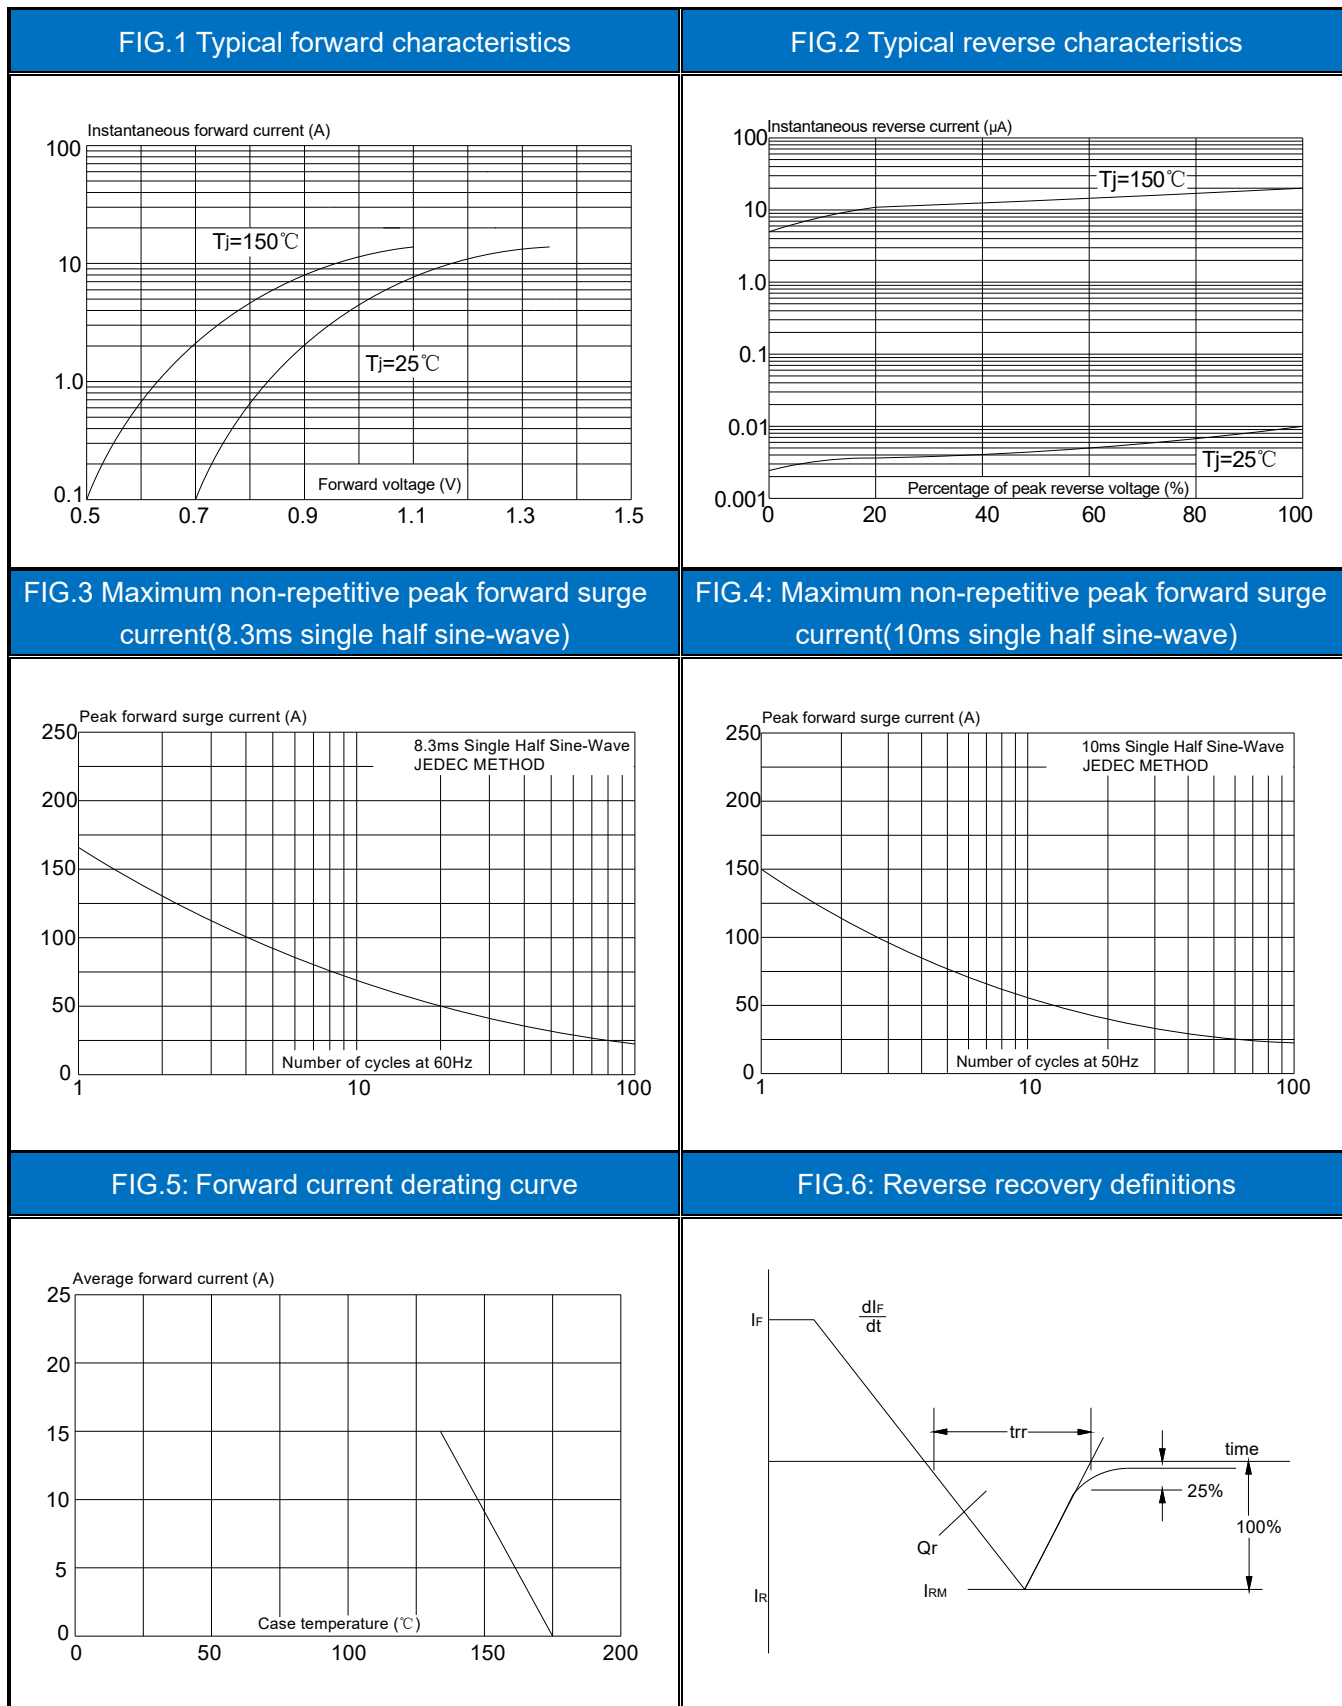 FIG.1 Typical forward characteristics
Instantaneous forward current (A)
100
10
1.0
0.1
Tj=150℃
Tj=25℃
Forward voltage (V)
0.5 0.7 0.9 1.1 1.3 1.5
FIG.2 Typical reverse characteristics
Instantaneous reverse current (μA)
100
10
1.0
0.1
0.01
0.001
Tj=150℃
Tj=25℃
Percentage of peak reverse voltage (%)
0 20 40 60 80 100
FIG.3 Maximum non-repetitive peak forward surge
current(8.3ms single half sine-wave)
Peak forward surge current (A)
250
200
150
100
50
0
8.3ms Single Half Sine-Wave
JEDEC METHOD
Number of cycles at 60Hz
1 10 100
FIG.4: Maximum non-repetitive peak forward surge
current(10ms single half sine-wave)
Peak forward surge current (A)
250
200
150
100
50
0
10ms Single Half Sine-Wave
JEDEC METHOD
Number of cycles at 50Hz
1 10 100
FIG.5: Forward current derating curve
Average forward current (A)
25
20
15
10
5
0
Case temperature (℃)
0 50 100 150 200
FIG.6: Reverse recovery definitions
IF
dIF
dt
trr
time
25%
100%
Qr
IR
IRM